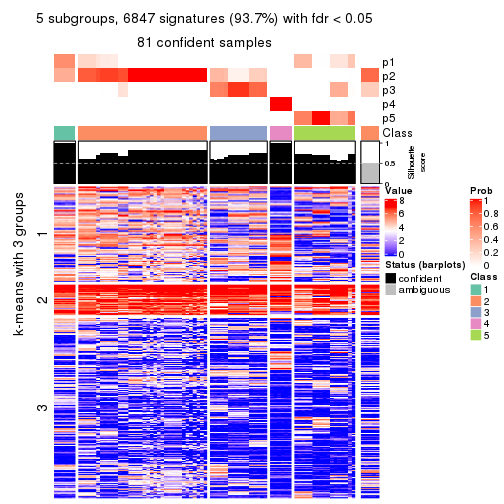 5 subgroups, 6847 signatures (93.7%) with fdr < 0.05
81 confident samples
p1
p2
p3
p4
p5
Class
1
0.5
0
Silhouette
score
k-means with 3 groups
1
2
3
Value
8
6
4
2
0
Status (barplots)
confident
ambiguous
Prob
1
0.8
0.6
0.4
0.2
0
Class
1
2
3
4
5